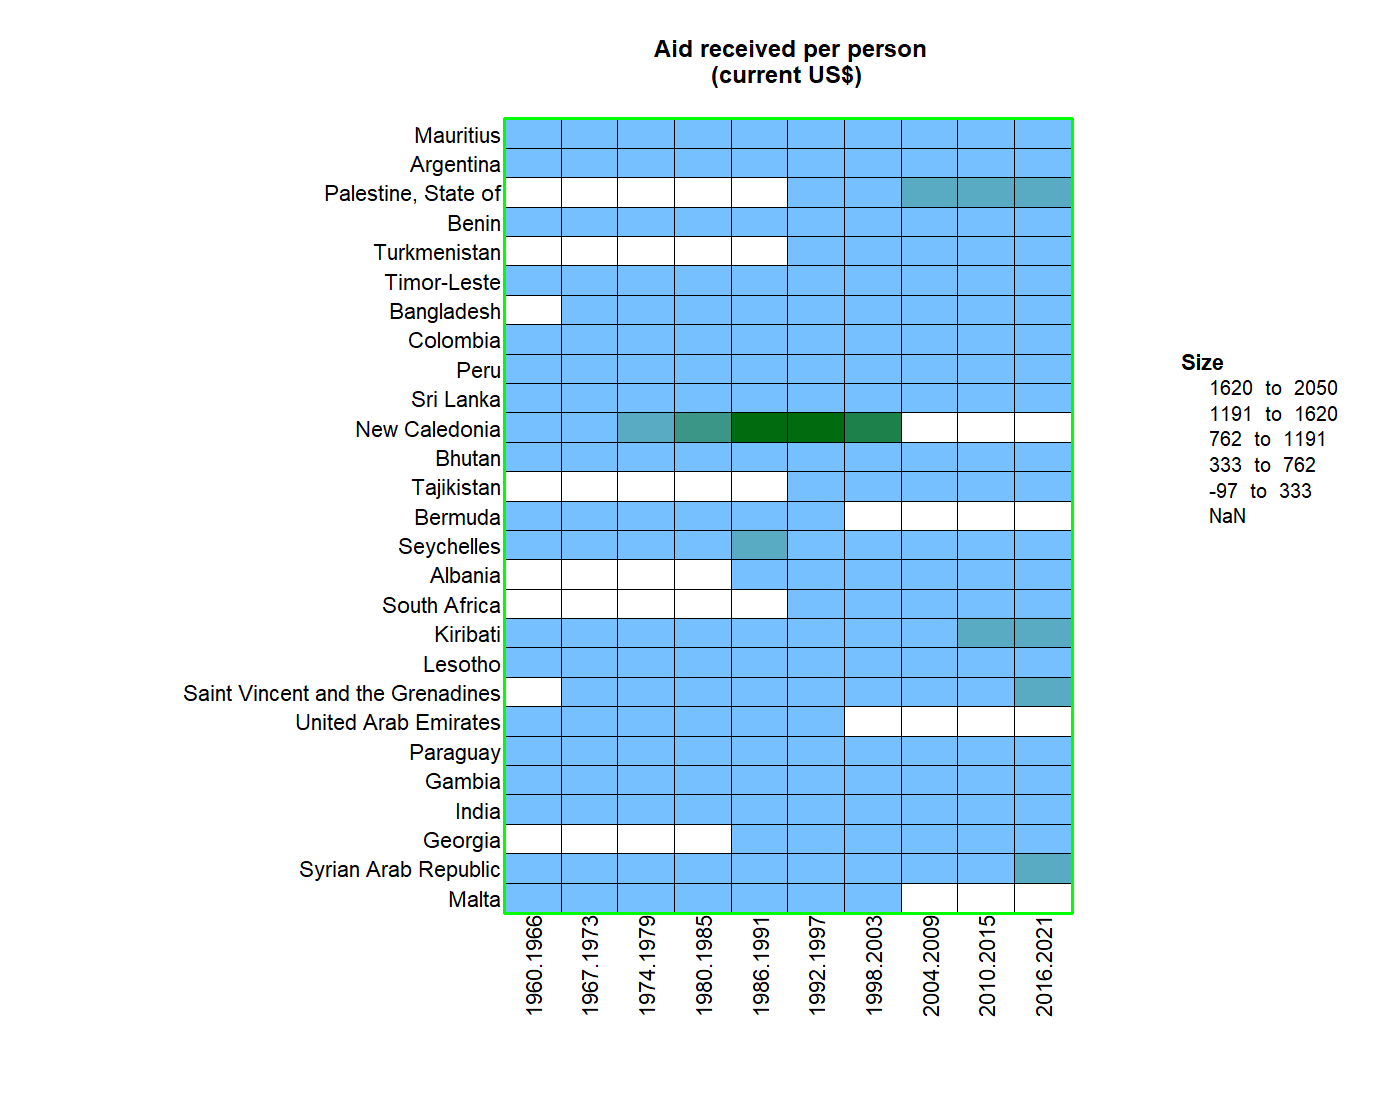 Aid received per person
(current US$)
Mauritius
Argentina
Palestine, State of
Benin
Turkmenistan
Timor-Leste
Bangladesh
Colombia
Peru
Sri Lanka
New Caledonia
Bhutan
Tajikistan
Bermuda
Seychelles
Albania
South Africa
Kiribati
Lesotho
Saint Vincent and the Grenadines
United Arab Emirates
Paraguay
Gambia
India
Georgia
Syrian Arab Republic
Malta
1960.1966
1967.1973
1974.1979
1980.1985
1986.1991
1992.1997
1998.2003
2004.2009
2010.2015
2016.2021
Size
1620 to 2050
1191 to 1620
762 to 1191
333 to 762
-97 to 333
NaN